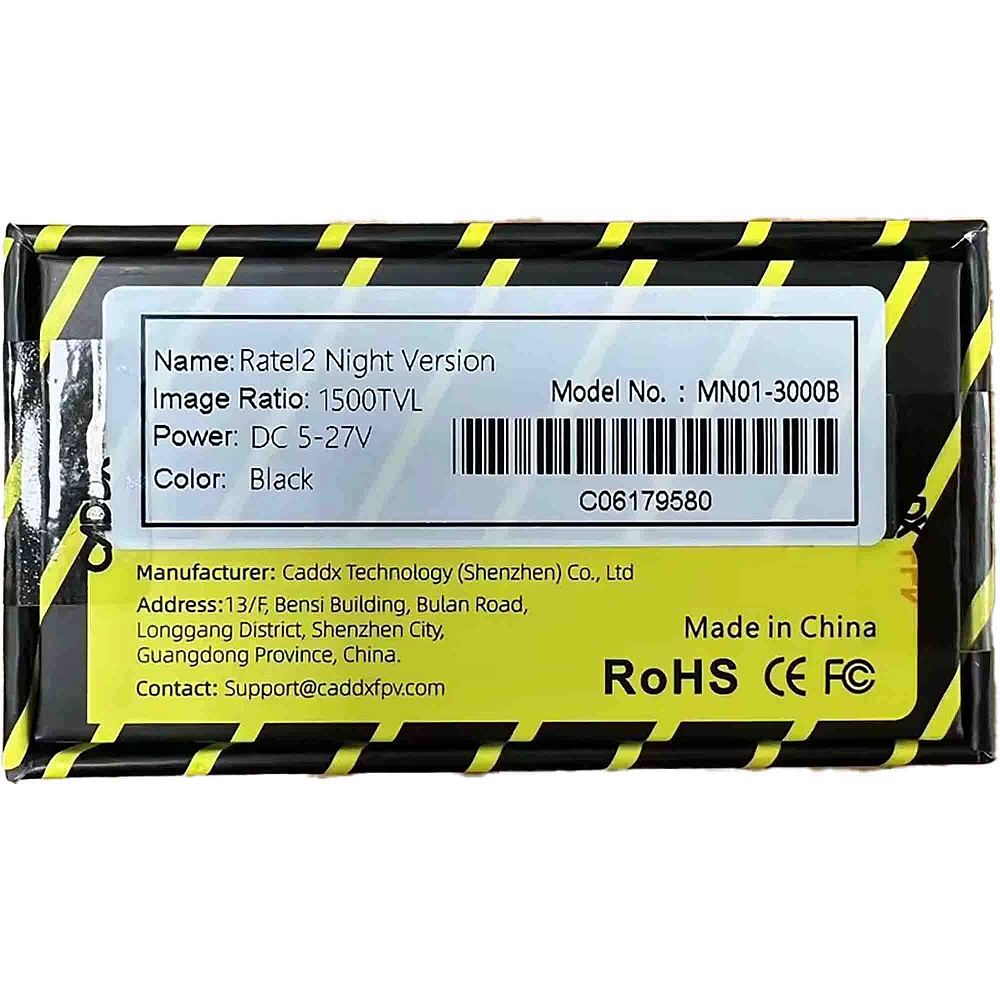 Name: Ratel2 Night Version
Image Ratio: 1500TVL
Power: DC 5-27V
Color: Black
Model No. : MN01-3000B
C06179580
Manufacturer: Caddx Technology (Shenzhen) Co., Ltd
Address:13/F, Bensi Building, Bulan Road,
Longgang District, Shenzhen City,
Guangdong Province, China.
Contact: Support@caddxfpv.com
Made in China
RoHS CE FC